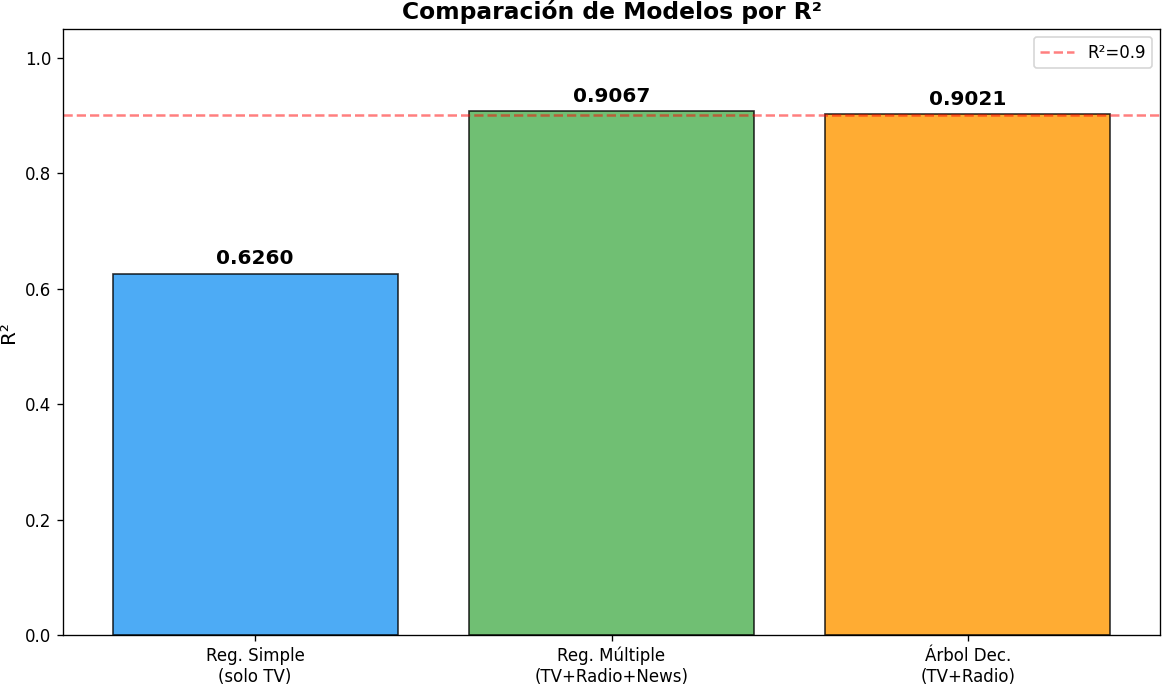 Comparación de Modelos por R²
R²=0.9
R²
1.0
0.8
0.6
0.4
0.2
0.0
0.6260
0.9067
0.9021
Reg. Simple
(solo TV)
Reg. Múltiple
(TV+Radio+News)
Árbol Dec.
(TV+Radio)